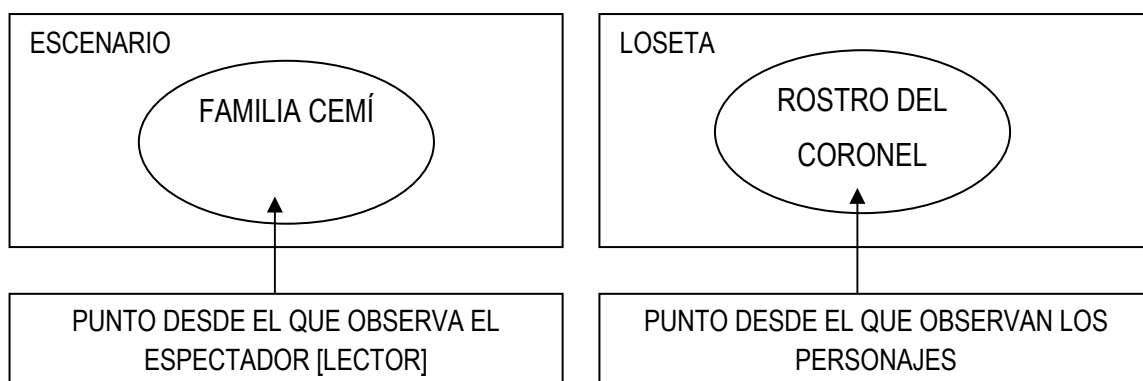 ESCENARIO
FAMILIA CEMÍ
PUNTO DESDE EL QUE OBSERVA EL
ESPECTADOR [LECTOR]
LOSETA
ROSTRO DEL
CORONEL
PUNTO DESDE EL QUE OBSERVAN LOS
PERSONAJES